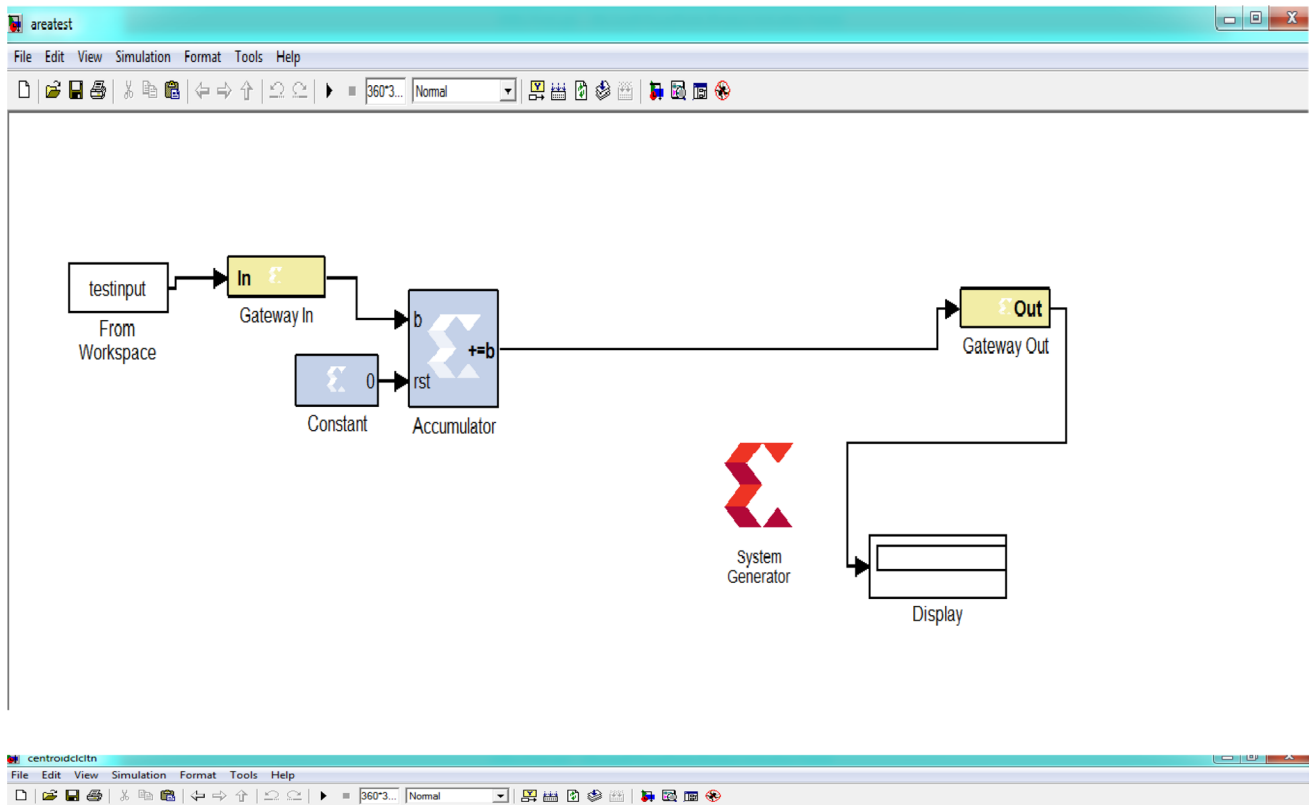 areatest
File Edit View Simulation Format Tools Help
360*3... Normal
testinput
From
Workspace
In
Gateway In
0
Constant
b
+=b
rst
Accumulator
Out
Gateway Out
System
Generator
Display
centroidclcltn
File Edit View Simulation Format Tools Help
360*3... Normal